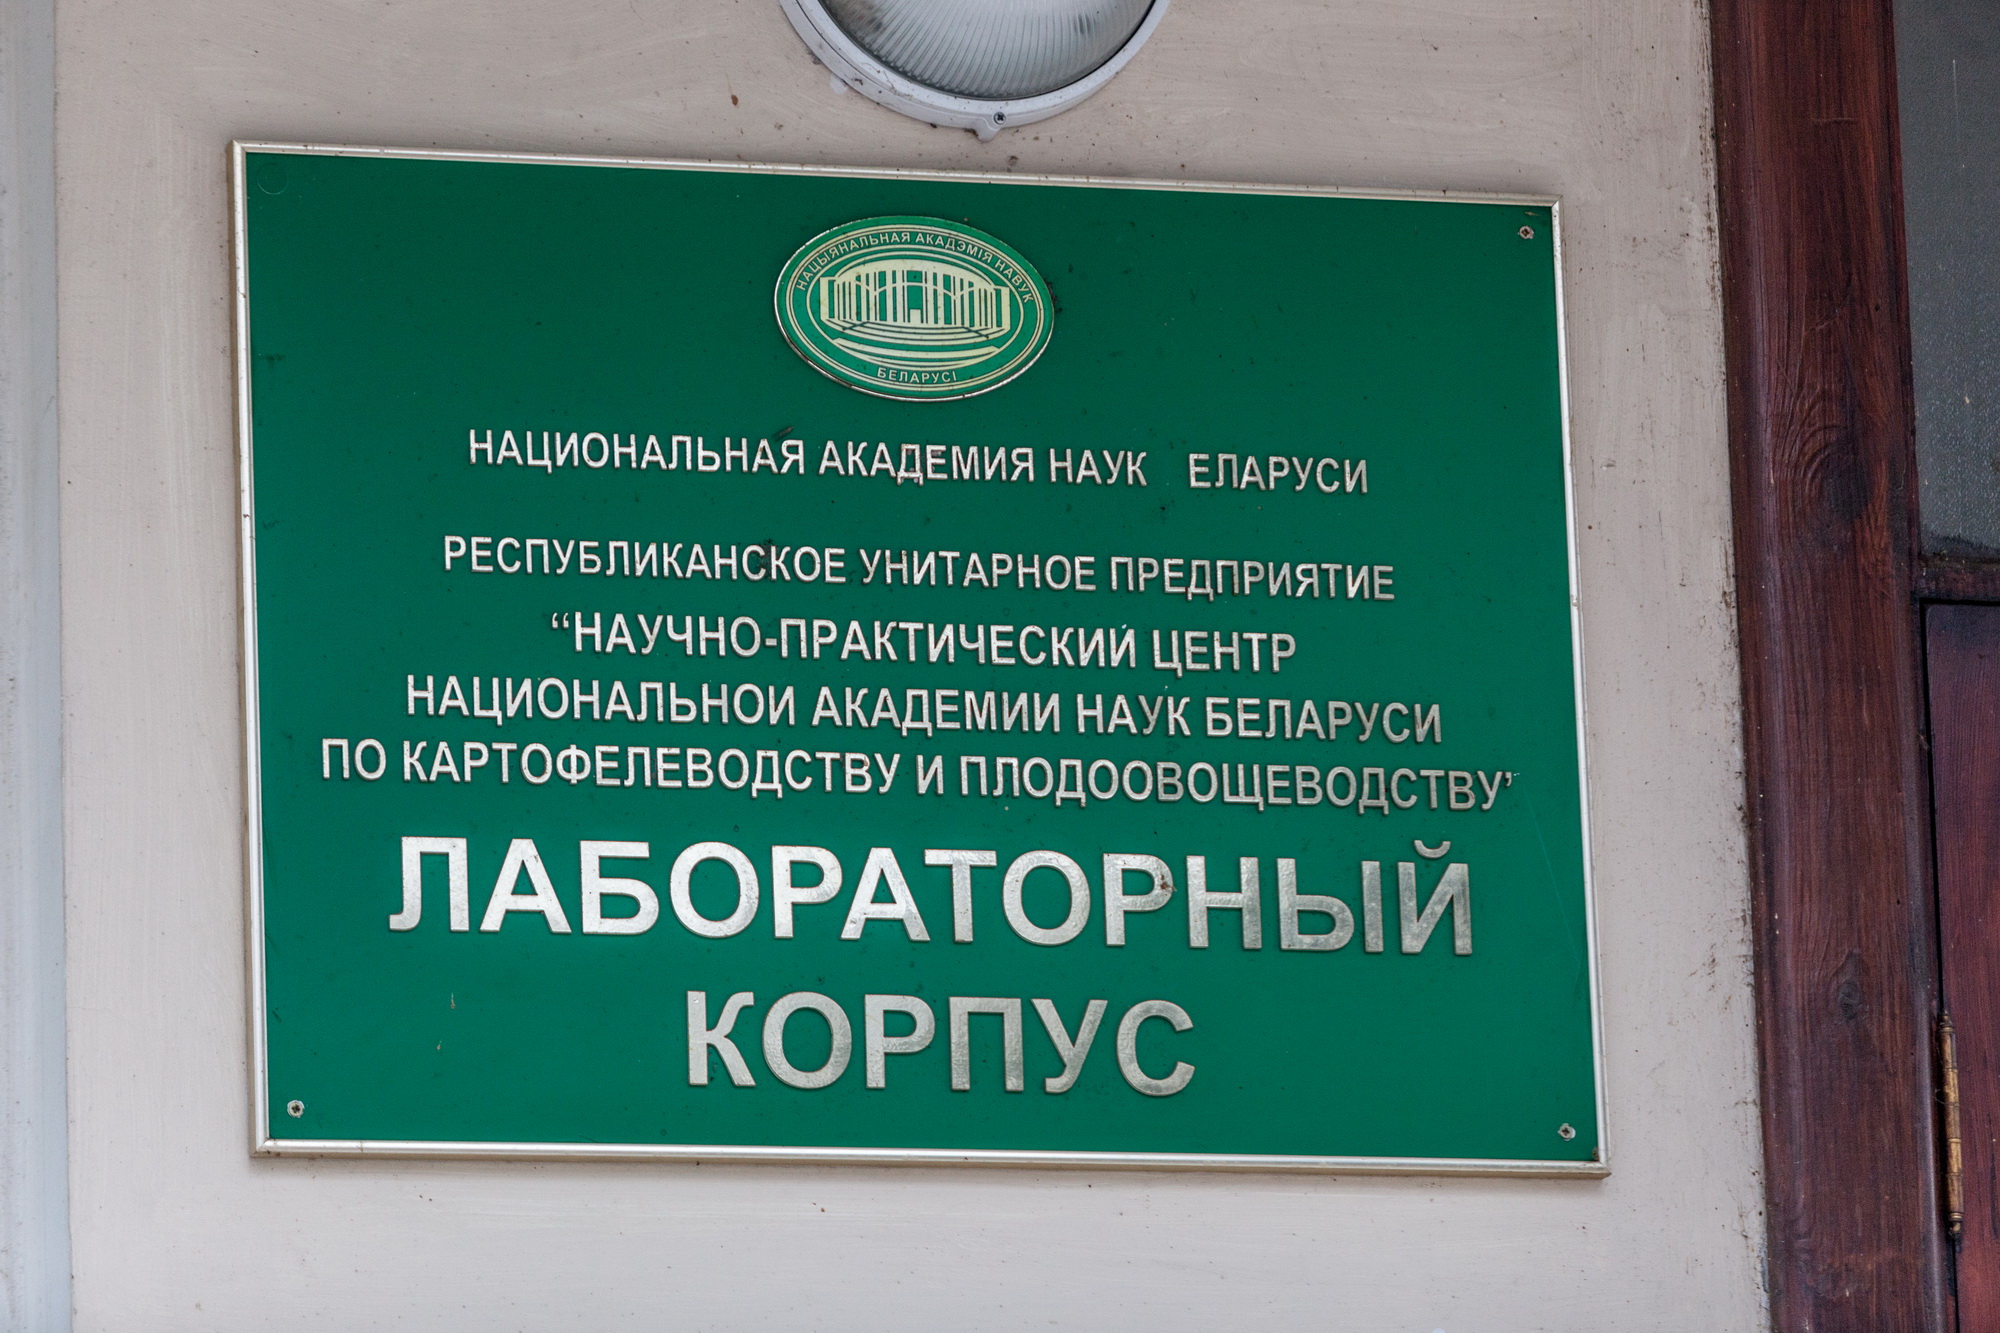 НАЦЫЯНАЛЬНАЯ АКАДЭМІЯ НАВУК
БЕЛАРУСІ
НАЦИОНАЛЬНАЯ АКАДЕМИЯ НАУК ЕЛАРУСИ
РЕСПУБЛИКАНСКОЕ УНИТАРНОЕ ПРЕДПРИЯТИЕ
“НАУЧНО-ПРАКТИЧЕСКИИ ЦЕНТР
НАЦИОНАЛЬНОИ АКАДЕМИИ НАУК БЕЛАРУСИ
ПО КАРТОФЕЛЕВОДСТВУ И ПЛОДООВОЩЕВОДСТВУ’
ЛАБОРАТОРНЫЙ
КОРПУС